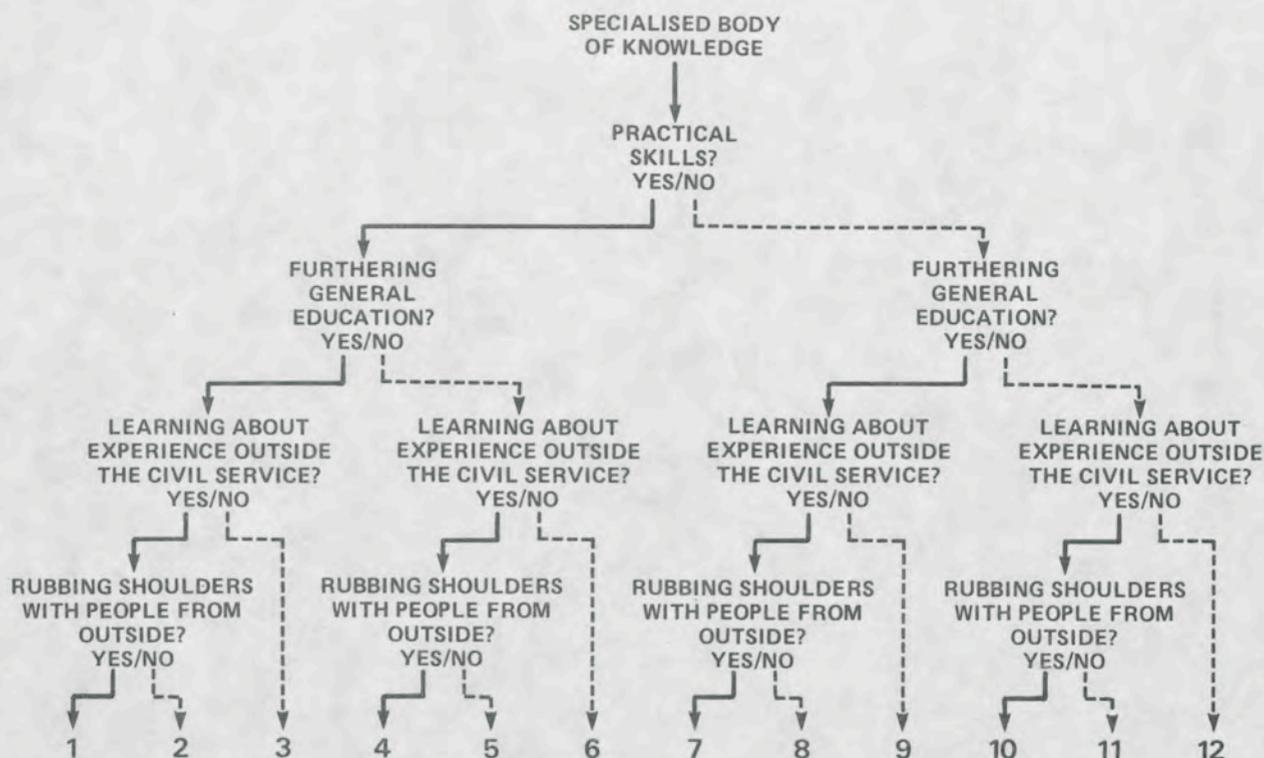 SPECIALISED BODY
OF KNOWLEDGE
PRACTICAL
SKILLS?
YES/NO
FURTHERING
GENERAL
EDUCATION?
YES/NO
FURTHERING
GENERAL
EDUCATION?
YES/NO
LEARNING ABOUT
EXPERIENCE OUTSIDE
THE CIVIL SERVICE?
YES/NO
LEARNING ABOUT
EXPERIENCE OUTSIDE
THE CIVIL SERVICE?
YES/NO
LEARNING ABOUT
EXPERIENCE OUTSIDE
THE CIVIL SERVICE?
YES/NO
LEARNING ABOUT
EXPERIENCE OUTSIDE
THE CIVIL SERVICE?
YES/NO
RUBBING SHOULDERS
WITH PEOPLE FROM
OUTSIDE?
YES/NO
RUBBING SHOULDERS
WITH PEOPLE FROM
OUTSIDE?
YES/NO
RUBBING SHOULDERS
WITH PEOPLE FROM
OUTSIDE?
YES/NO
RUBBING SHOULDERS
WITH PEOPLE FROM
OUTSIDE?
YES/NO
1 2 3 4 5 6 7 8 9 10 11 12